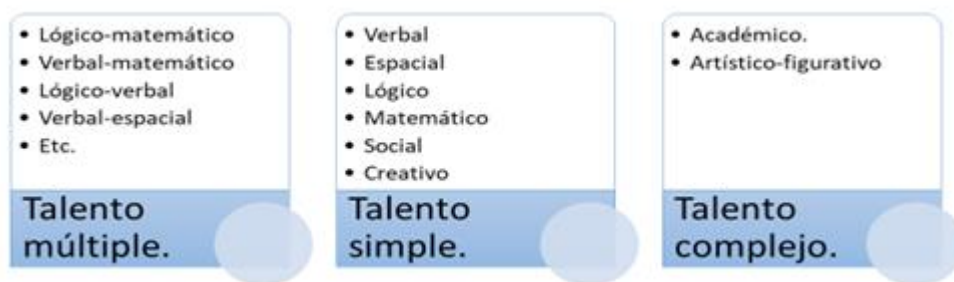 • Lógico-matemático
• Verbal-matemático
• Lógico-verbal
• Verbal-espacial
• Etc.
Talento
múltiple.
• Verbal
• Espacial
• Lógico
• Matemático
• Social
• Creativo
Talento
simple.
• Académico.
• Artístico-figurativo
Talento
complejo.